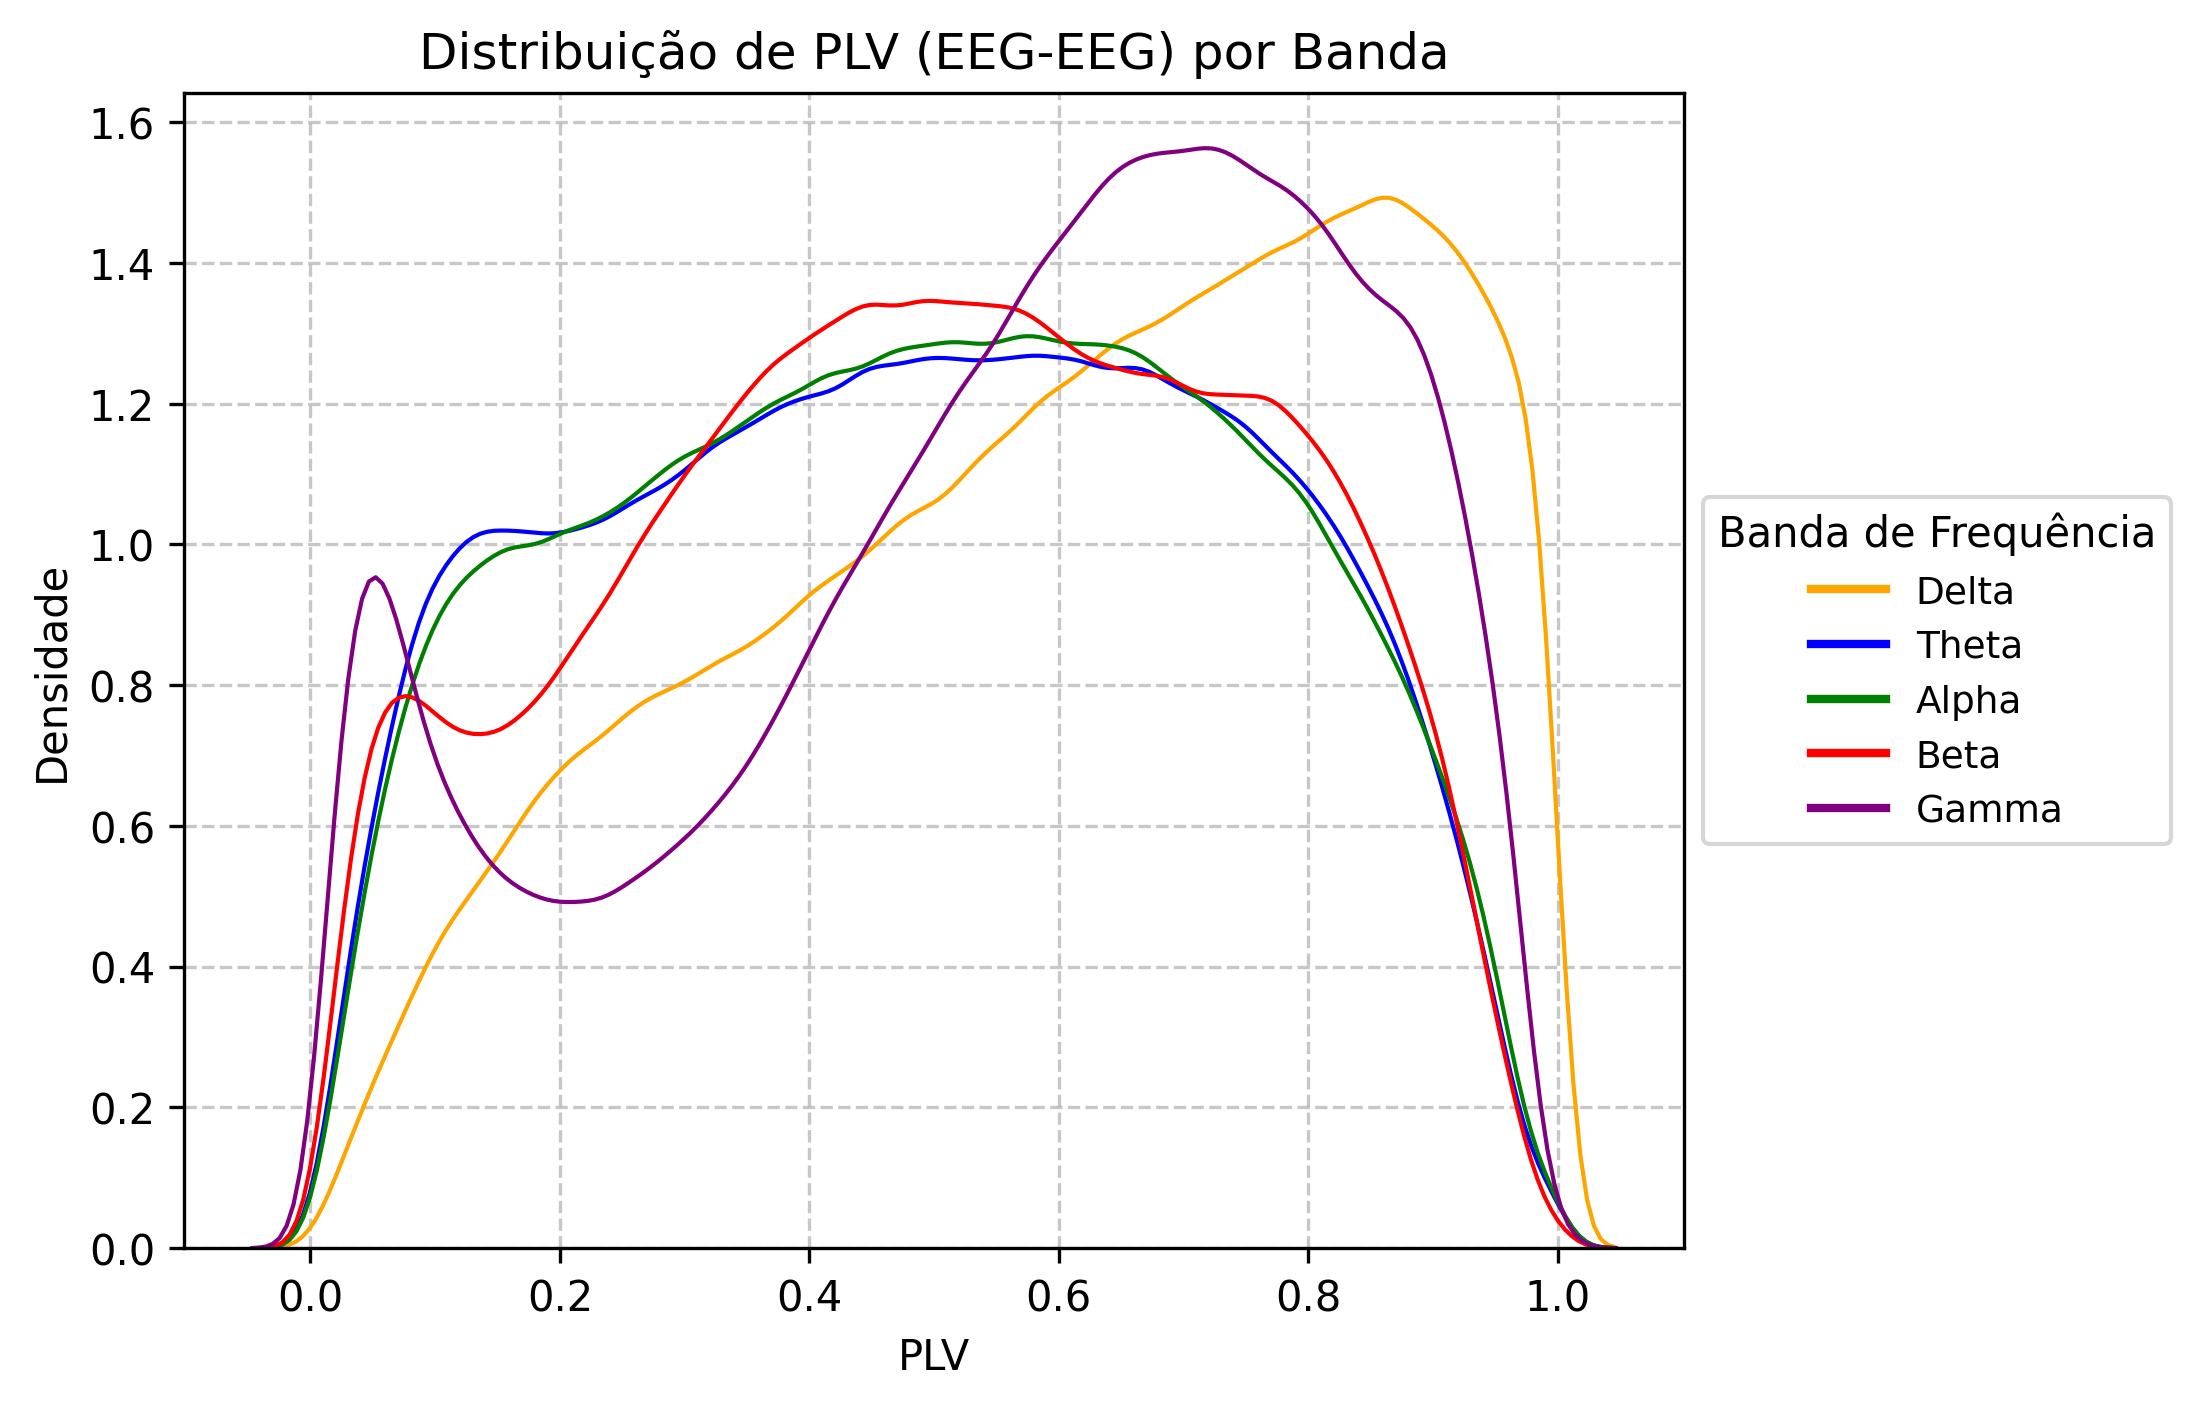 Distribuição de PLV (EEG-EEG) por Banda
1.6
1.4
1.2
1.0
0.8
0.6
0.4
0.2
0.0
Densidade
0.0 0.2 0.4 0.6 0.8 1.0
PLV
Banda de Frequência
Delta
Theta
Alpha
Beta
Gamma